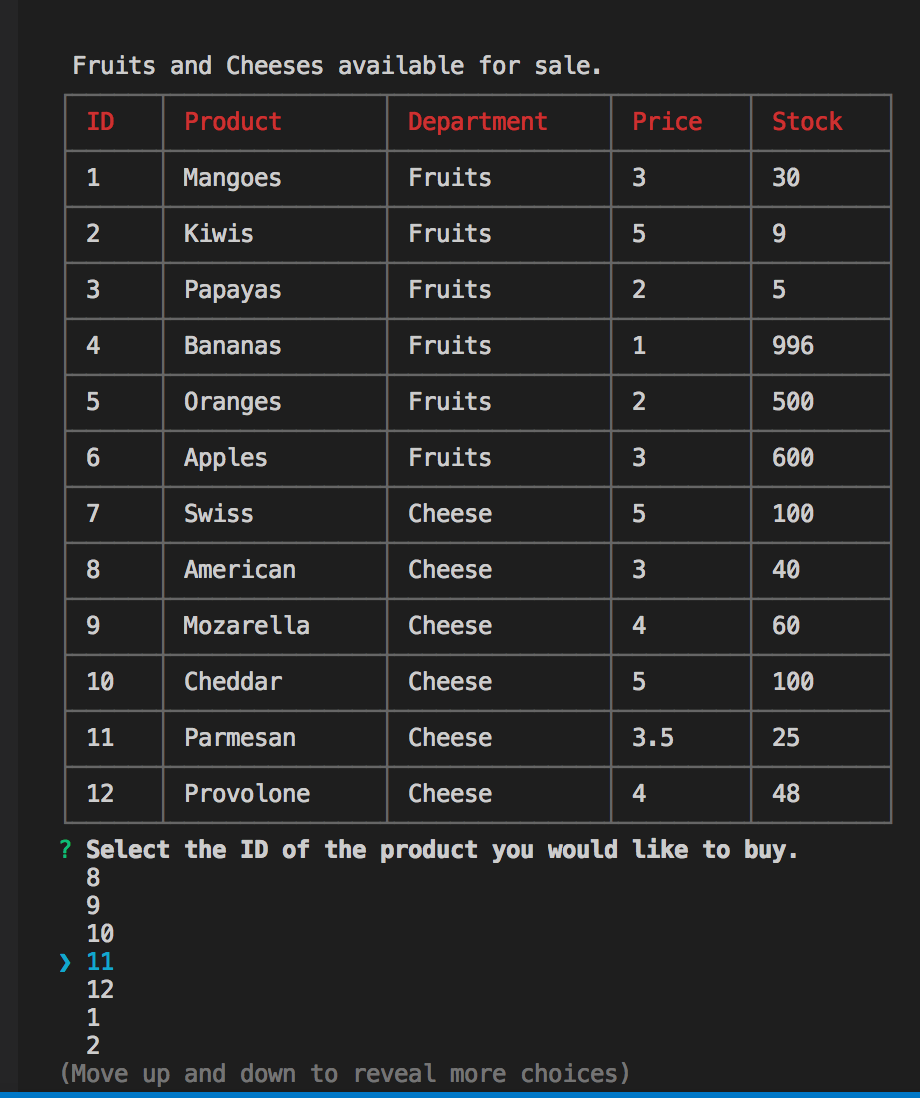 Fruits and Cheeses available for sale.
ID Product Department Price Stock
1 Mangoes Fruits 3 30
2 Kiwis Fruits 5 9
3 Papayas Fruits 2 5
4 Bananas Fruits 1 996
5 Oranges Fruits 2 500
6 Apples Fruits 3 600
7 Swiss Cheese 5 100
8 American Cheese 3 40
9 Mozarella Cheese 4 60
10 Cheddar Cheese 5 100
11 Parmesan Cheese 3.5 25
12 Provolone Cheese 4 48
? Select the ID of the product you would like to buy.
8
9
10
❯ 11
12
1
2
(Move up and down to reveal more choices)